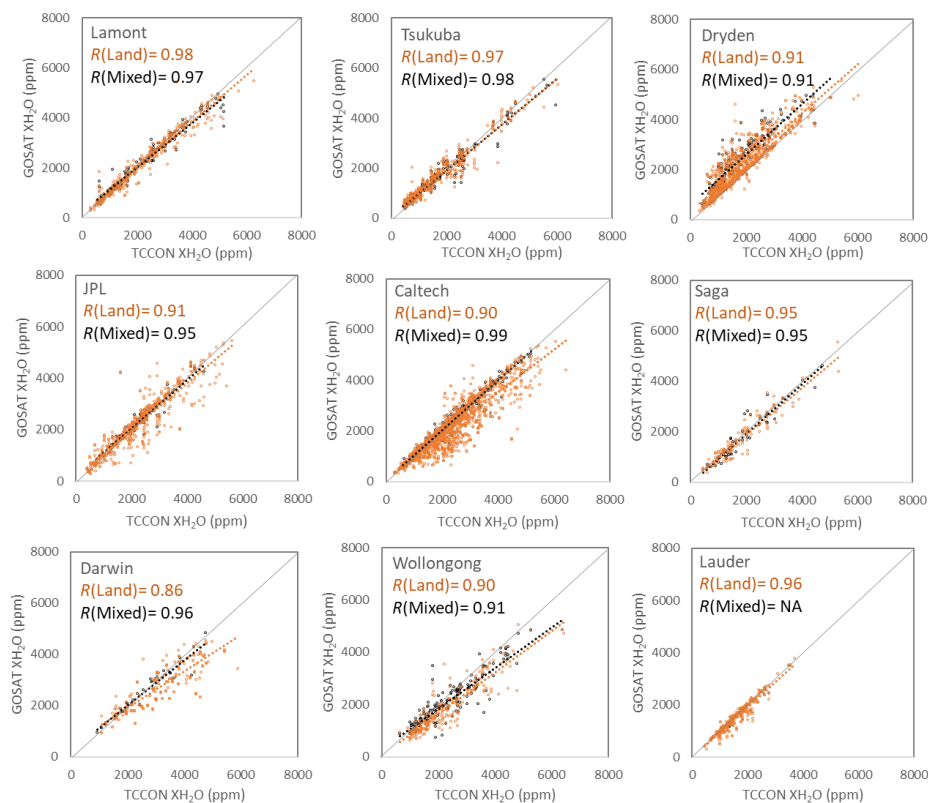 Lamont
R(Land)= 0.98
R(Mixed)= 0.97
GOSAT XH₂O (ppm)
8000
6000
4000
2000
0
0 2000 4000 6000 8000
TCCON XH₂O (ppm)
Tsukuba
R(Land)= 0.97
R(Mixed)= 0.98
GOSAT XH₂O (ppm)
8000
6000
4000
2000
0
0 2000 4000 6000 8000
TCCON XH₂O (ppm)
Dryden
R(Land)= 0.91
R(Mixed)= 0.91
GOSAT XH₂O (ppm)
8000
6000
4000
2000
0
0 2000 4000 6000 8000
TCCON XH₂O (ppm)
JPL
R(Land)= 0.91
R(Mixed)= 0.95
GOSAT XH₂O (ppm)
8000
6000
4000
2000
0
0 2000 4000 6000 8000
TCCON XH₂O (ppm)
Caltech
R(Land)= 0.90
R(Mixed)= 0.99
GOSAT XH₂O (ppm)
8000
6000
4000
2000
0
0 2000 4000 6000 8000
TCCON XH₂O (ppm)
Saga
R(Land)= 0.95
R(Mixed)= 0.95
GOSAT XH₂O (ppm)
8000
6000
4000
2000
0
0 2000 4000 6000 8000
TCCON XH₂O (ppm)
Darwin
R(Land)= 0.86
R(Mixed)= 0.96
GOSAT XH₂O (ppm)
8000
6000
4000
2000
0
0 2000 4000 6000 8000
TCCON XH₂O (ppm)
Wollongong
R(Land)= 0.90
R(Mixed)= 0.91
GOSAT XH₂O (ppm)
8000
6000
4000
2000
0
0 2000 4000 6000 8000
TCCON XH₂O (ppm)
Lauder
R(Land)= 0.96
R(Mixed)= NA
GOSAT XH₂O (ppm)
8000
6000
4000
2000
0
0 2000 4000 6000 8000
TCCON XH₂O (ppm)